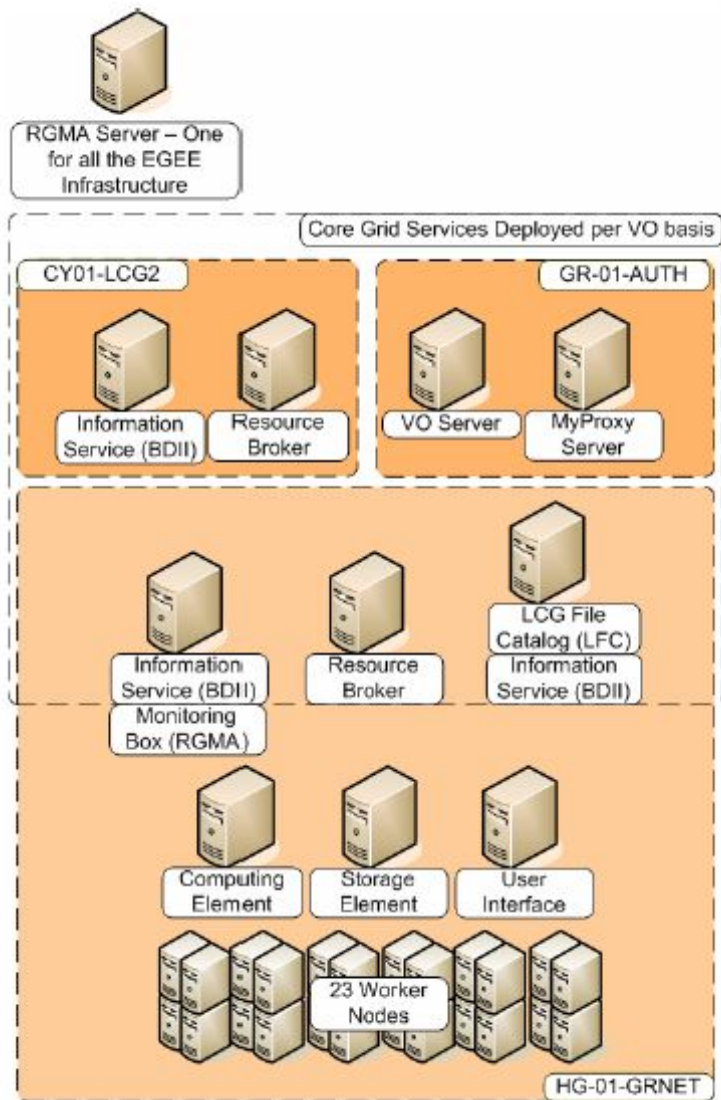 RGMA Server – One
for all the EGEE
Infrastructure
Core Grid Services Deployed per VO basis
CY01-LCG2
GR-01-AUTH
Information
Service (BDII)
Resource
Broker
VO Server
MyProxy
Server
Information
Service (BDII)
Monitoring
Box (RGMA)
Resource
Broker
LCG File
Catalog (LFC)
Information
Service (BDII)
Computing
Element
Storage
Element
User
Interface
23 Worker
Nodes
HG-01-GRNET